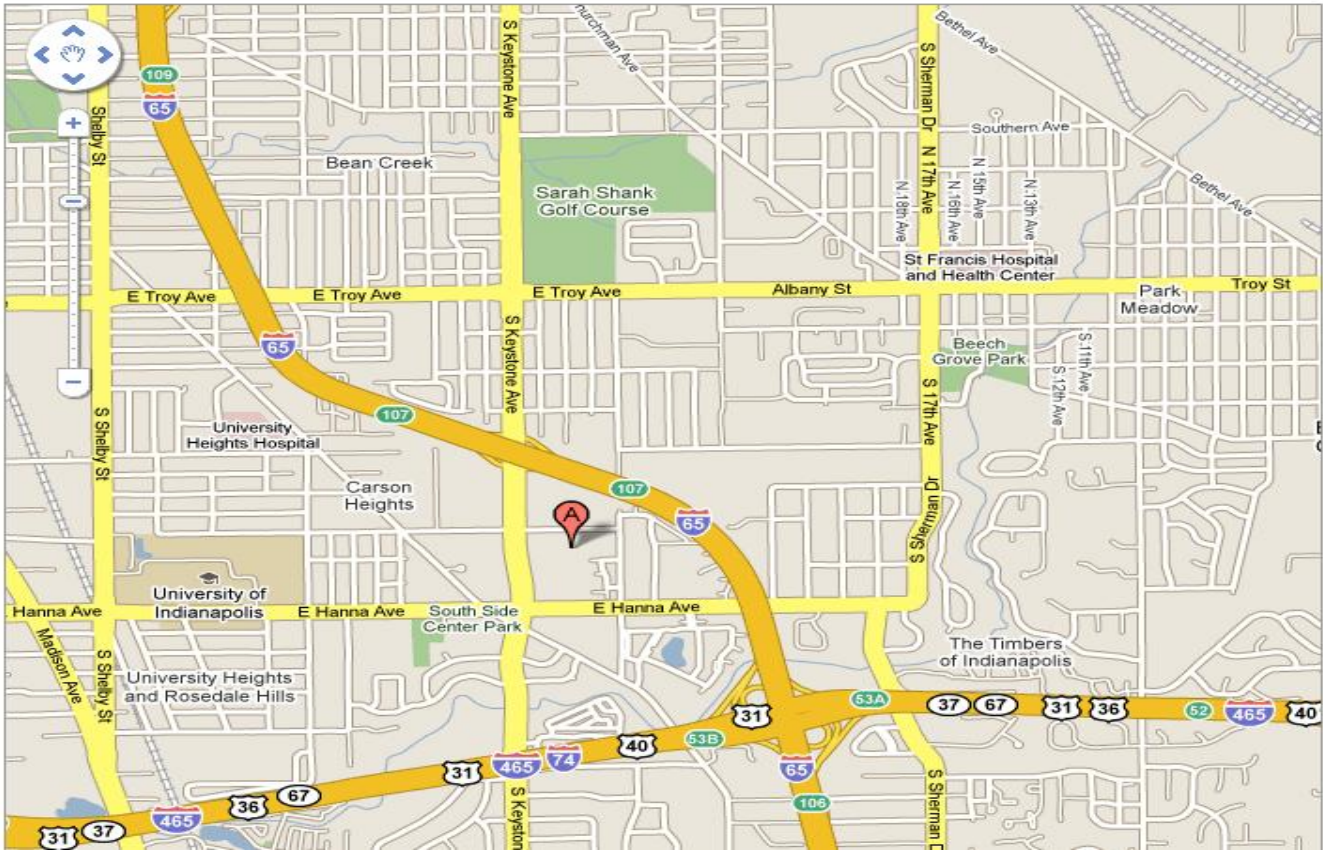 109
65
Shelby St
S Keystone Ave
Churchman Ave
Bethel Ave
S Sherman Dr
Southern Ave
Bean Creek
Sarah Shank
Golf Course
N 17th Ave
N 18th Ave
N 16th Ave
N 15th Ave
N 13th Ave
Bethel Ave
St Francis Hospital
and Health Center
E Troy Ave
E Troy Ave
E Troy Ave
Albany St
Troy St
Park
Meadow
65
S Keystone Ave
Beech
Grove Park
S 11th Ave
S 12th Ave
S 17th Ave
107
S Shelby St
University
Heights Hospital
Carson
Heights
107
65
A
S Sherman Dr
University of
Indianapolis
Hanna Ave
E Hanna Ave
South Side
Center Park
E Hanna Ave
Madison Ave
S Shelby St
University Heights
and Rosedale Hills
The Timbers
of Indianapolis
53A
37
67
31
36
52
465
40
31
53B
40
74
465
31
65
67
36
465
37
31
106
S Keyston
S Sherman D